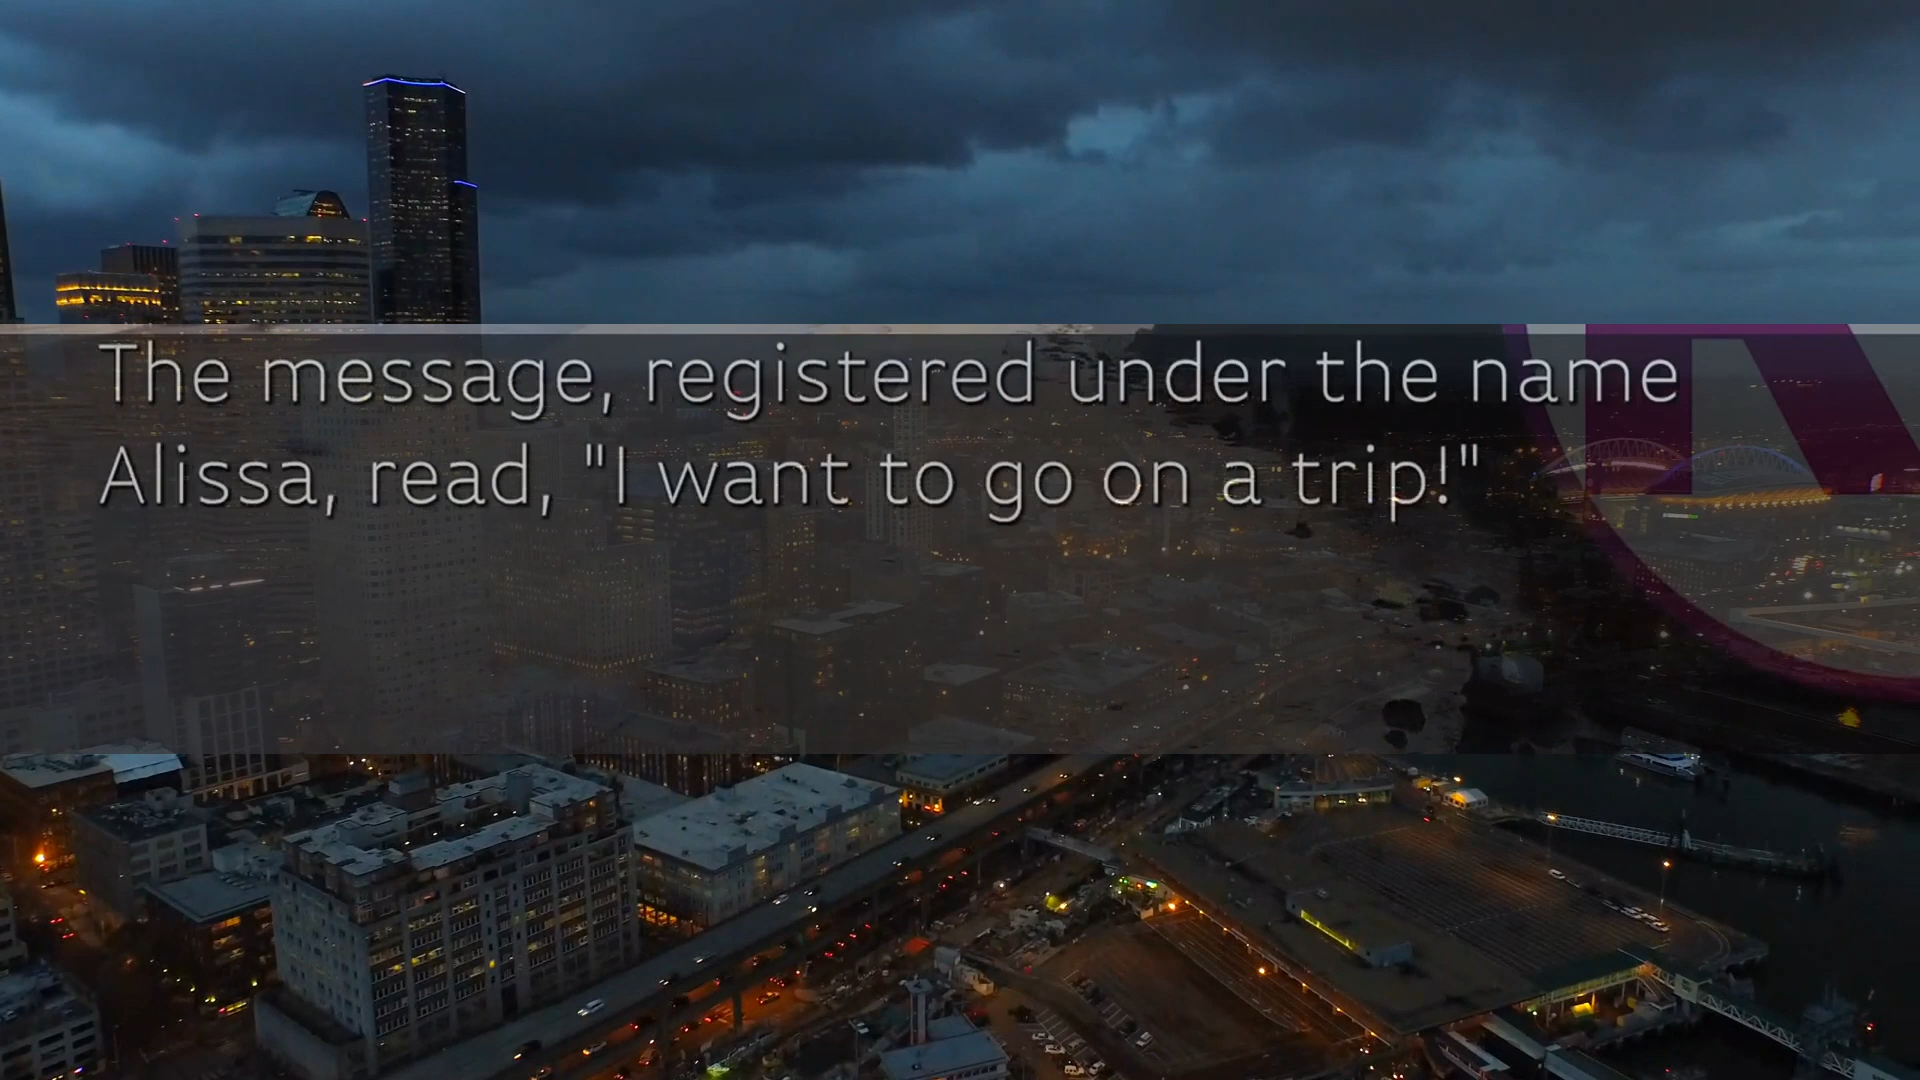 The message, registered under the name
Alissa, read, "I want to go on a trip!"